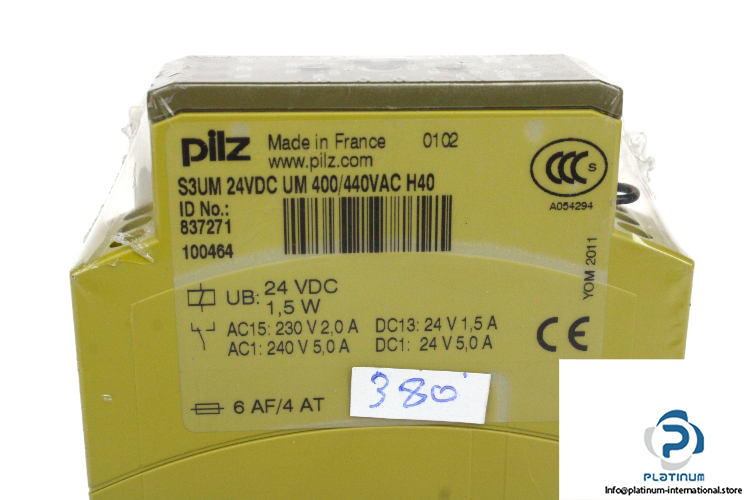 pilz Made in France 0102
www.pilz.com
S3UM 24VDC UM 400/440VAC H40
ID No.:
837271
100464
CCC S
A054294
YOM 2011
UB: 24 VDC
1,5 W
AC15: 230 V 2,0 A DC13: 24 V 1,5 A
AC1: 240 V 5,0 A DC1: 24 V 5,0 A
CE
6 AF/4 AT
380
PLATINUM
Info@platinum-international.store